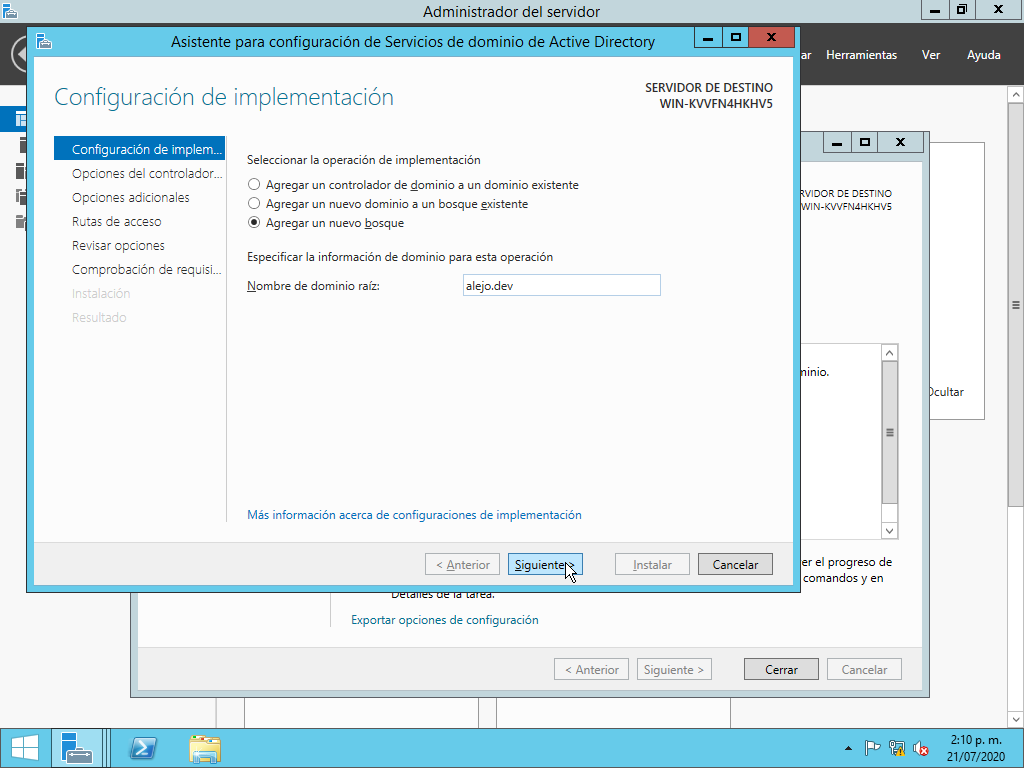 Administrador del servidor
ar Herramientas Ver Ayuda
Asistente para configuración de Servicios de dominio de Active Directory
Configuración de implementación
SERVIDOR DE DESTINO
WIN-KVVFN4HKHV5
Configuración de implem...
Opciones del controlador...
Opciones adicionales
Rutas de acceso
Revisar opciones
Comprobación de requisi...
Instalación
Resultado
Seleccionar la operación de implementación
Agregar un controlador de dominio a un dominio existente
Agregar un nuevo dominio a un bosque existente
Agregar un nuevo bosque
Especificar la información de dominio para esta operación
Nombre de dominio raíz: alejo.dev
Más información acerca de configuraciones de implementación
< Anterior Siguiente > Instalar Cancelar
RVIDOR DE DESTINO
WIN-KVVFN4HKHV5
ninio.
Ocultar
er el progreso de
comandos y en
Detalles de la tarea.
Exportar opciones de configuración
< Anterior Siguiente > Cerrar Cancelar
2:10 p. m.
21/07/2020